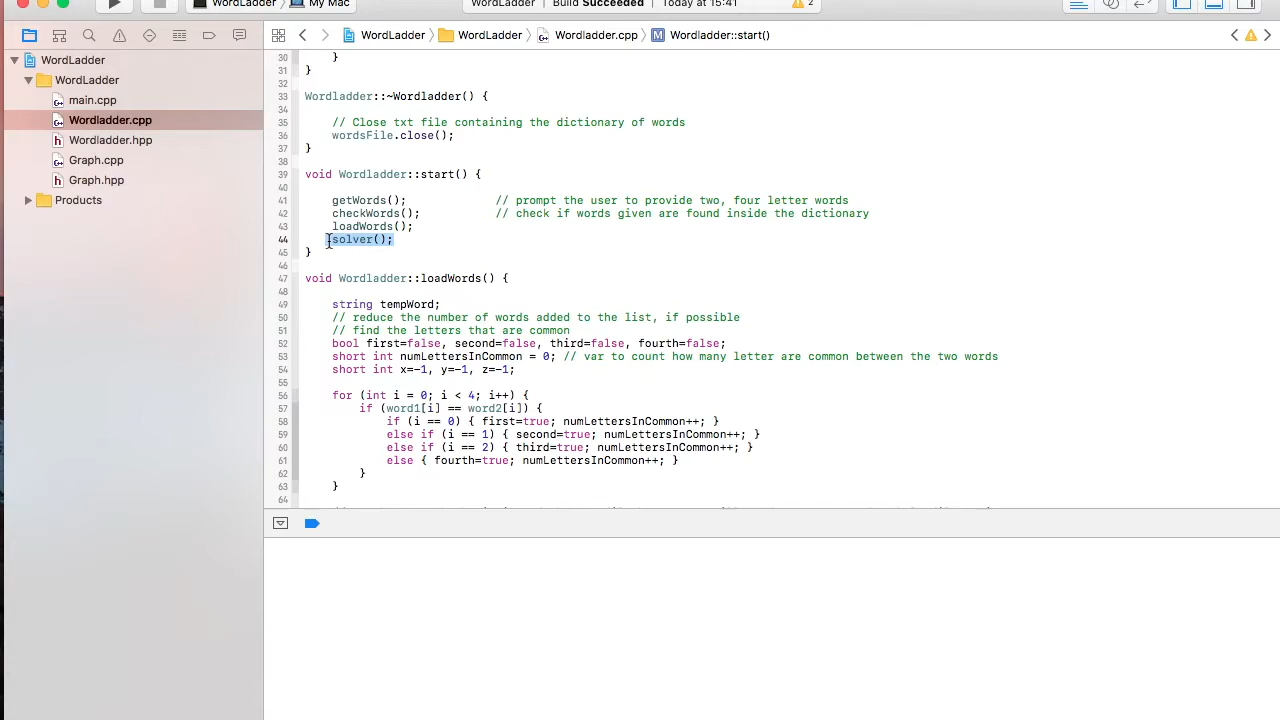 WordLadder My Mac WordLadder | Build Succeeded | Today at 15:41 2
WordLadder WordLadder Wordladder.cpp M Wordladder::start()
WordLadder
WordLadder
main.cpp
Wordladder.cpp
h Wordladder.hpp
Graph.cpp
h Graph.hpp
Products
30 }
31 }
32
33 Wordladder::~Wordladder() {
34
35 // Close txt file containing the dictionary of words
36 wordsFile.close();
37 }
38
39 void Wordladder::start() {
40
41 getWords(); // prompt the user to provide two, four letter words
42 checkWords(); // check if words given are found inside the dictionary
43 loadWords();
44 solver();
45 }
46
47 void Wordladder::loadWords() {
48
49 string tempWord;
50 // reduce the number of words added to the list, if possible
51 // find the letters that are common
52 bool first=false, second=false, third=false, fourth=false;
53 short int numLettersInCommon = 0; // var to count how many letter are common between the two words
54 short int x=-1, y=-1, z=-1;
55
56 for (int i = 0; i < 4; i++) {
57 if (word1[i] == word2[i]) {
58 if (i == 0) { first=true; numLettersInCommon++; }
59 else if (i == 1) { second=true; numLettersInCommon++; }
60 else if (i == 2) { third=true; numLettersInCommon++; }
61 else { fourth=true; numLettersInCommon++; }
62 }
63 }
64